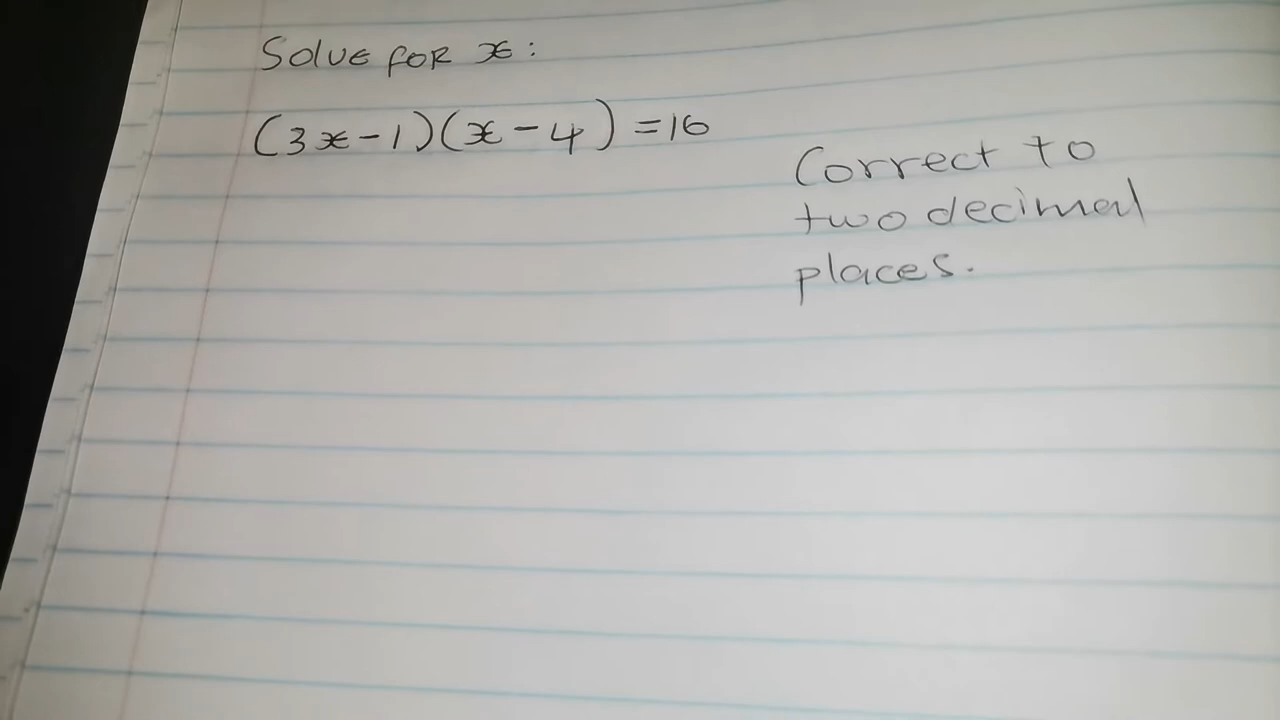 Solve for x:
(3x-1)(x-4)=16
Correct to
two decimal
places.